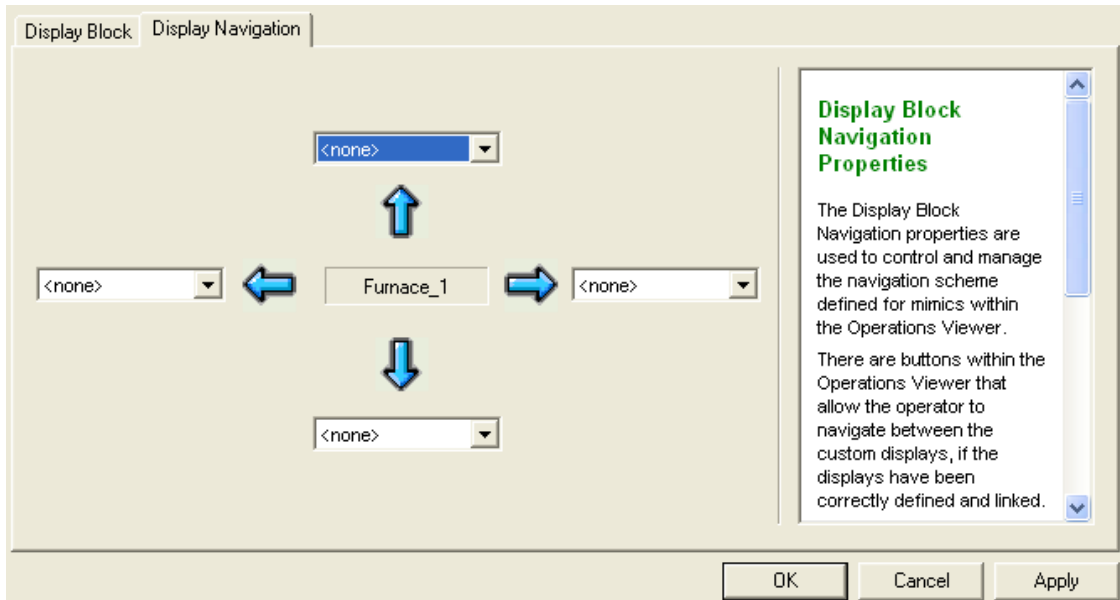 Display Block
Display Navigation
<none>
<none>
Furnace_1
<none>
<none>
Display Block
Navigation
Properties
The Display Block
Navigation properties are
used to control and manage
the navigation scheme
defined for mimics within
the Operations Viewer.
There are buttons within the
Operations Viewer that
allow the operator to
navigate between the
custom displays, if the
displays have been
correctly defined and linked.
OK
Cancel
Apply